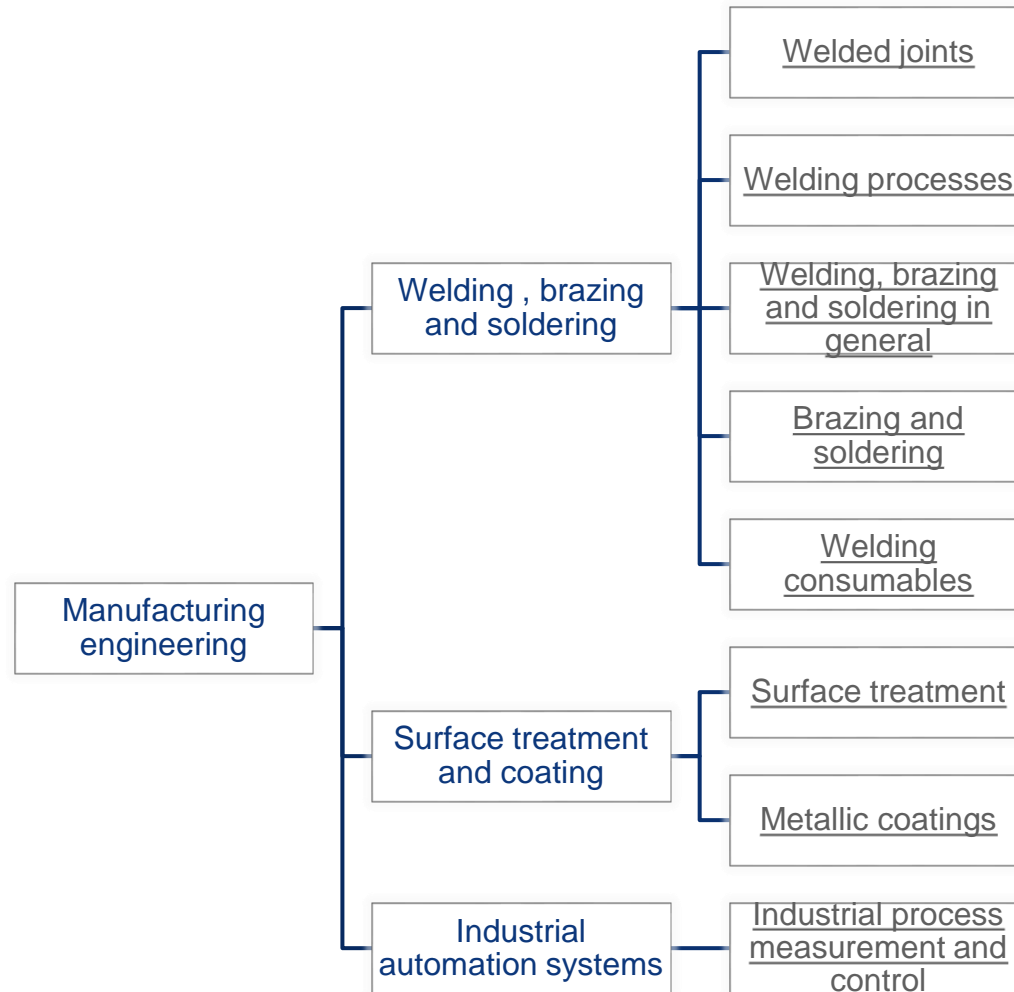 Welded joints
Welding processes
Welding , brazing
and soldering
Welding, brazing
and soldering in
general
Brazing and
soldering
Welding
consumables
Manufacturing
engineering
Surface treatment
Surface treatment
and coating
Metallic coatings
Industrial
automation systems
Industrial process
measurement and
control